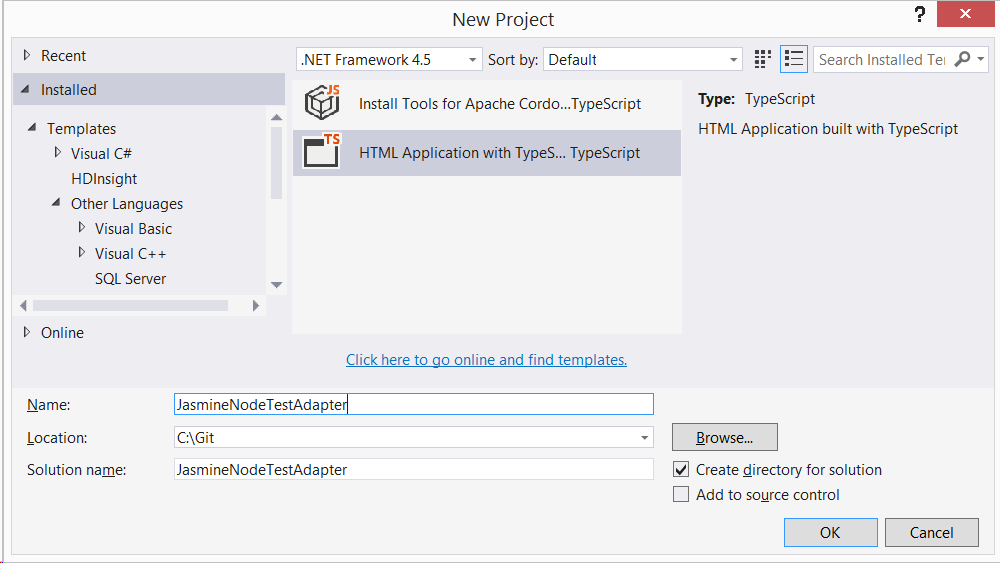 New Project
?
Recent
Installed
Templates
Visual C#
HDInsight
Other Languages
Visual Basic
Visual C++
SQL Server
Online
.NET Framework 4.5
Sort by:
Default
Search Installed Te
JS
Install Tools for Apache Cordo...TypeScript
TS
HTML Application with TypeS... TypeScript
Type: TypeScript
HTML Application built with TypeScript
Click here to go online and find templates.
Name:
JasmineNodeTestAdapter
Location:
C:\Git
Browse...
Solution name:
JasmineNodeTestAdapter
Create directory for solution
Add to source control
OK
Cancel